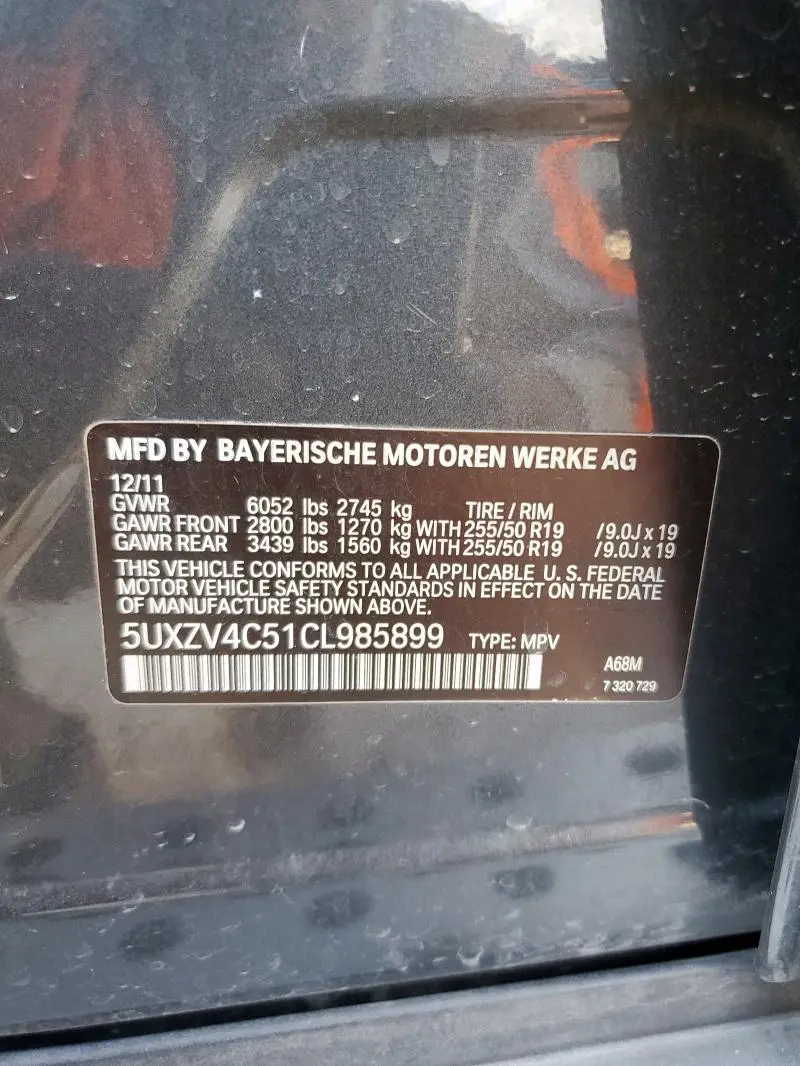 MFD BY BAYERISCHE MOTOREN WERKE AG
12/11
GVWR 6052 lbs 2745 kg TIRE / RIM
GAWR FRONT 2800 lbs 1270 kg WITH 255/50 R19 /9.0J x 19
GAWR REAR 3439 lbs 1560 kg WITH 255/50 R19 /9.0J x 19
THIS VEHICLE CONFORMS TO ALL APPLICABLE U. S. FEDERAL
MOTOR VEHICLE SAFETY STANDARDS IN EFFECT ON THE DATE
OF MANUFACTURE SHOWN ABOVE.
5UXZV4C51CL985899 TYPE: MPV
A68M
7 320 729